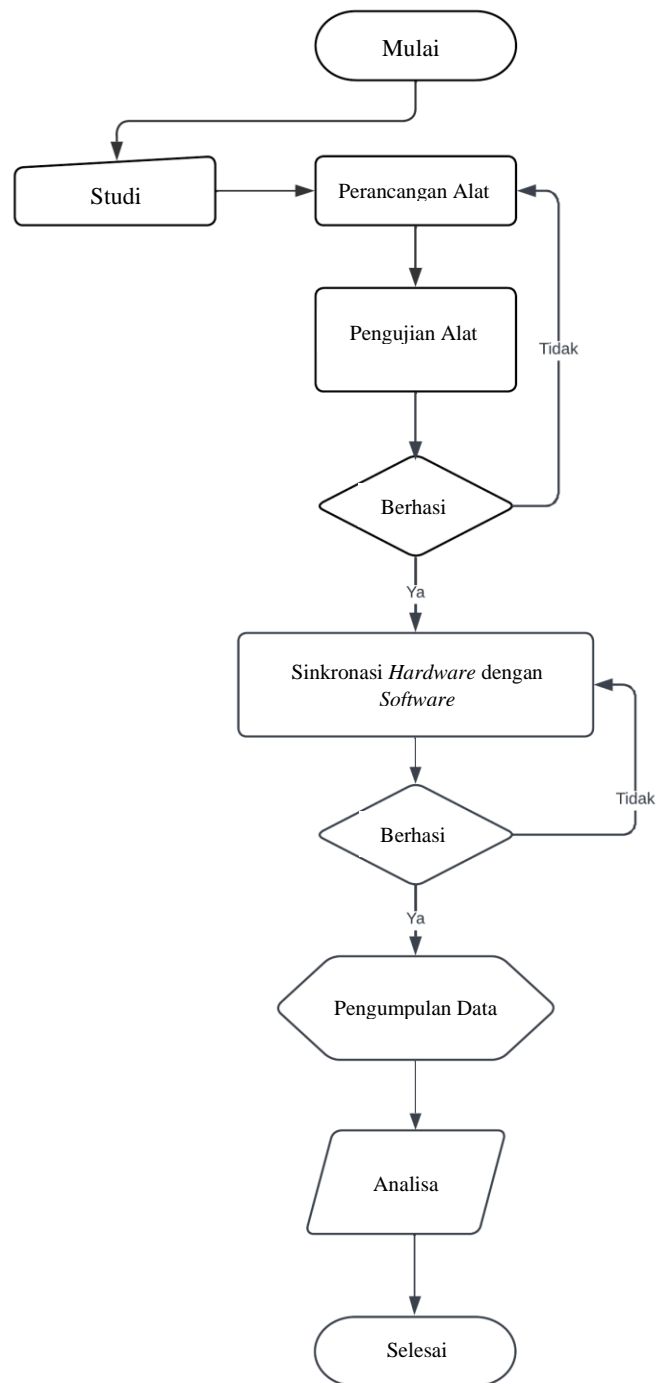 Mulai
Studi
Perancangan Alat
Pengujian Alat
Tidak
Berhasi
Ya
Sinkronasi Hardware dengan
Software
Tidak
Berhasi
Ya
Pengumpulan Data
Analisa
Selesai